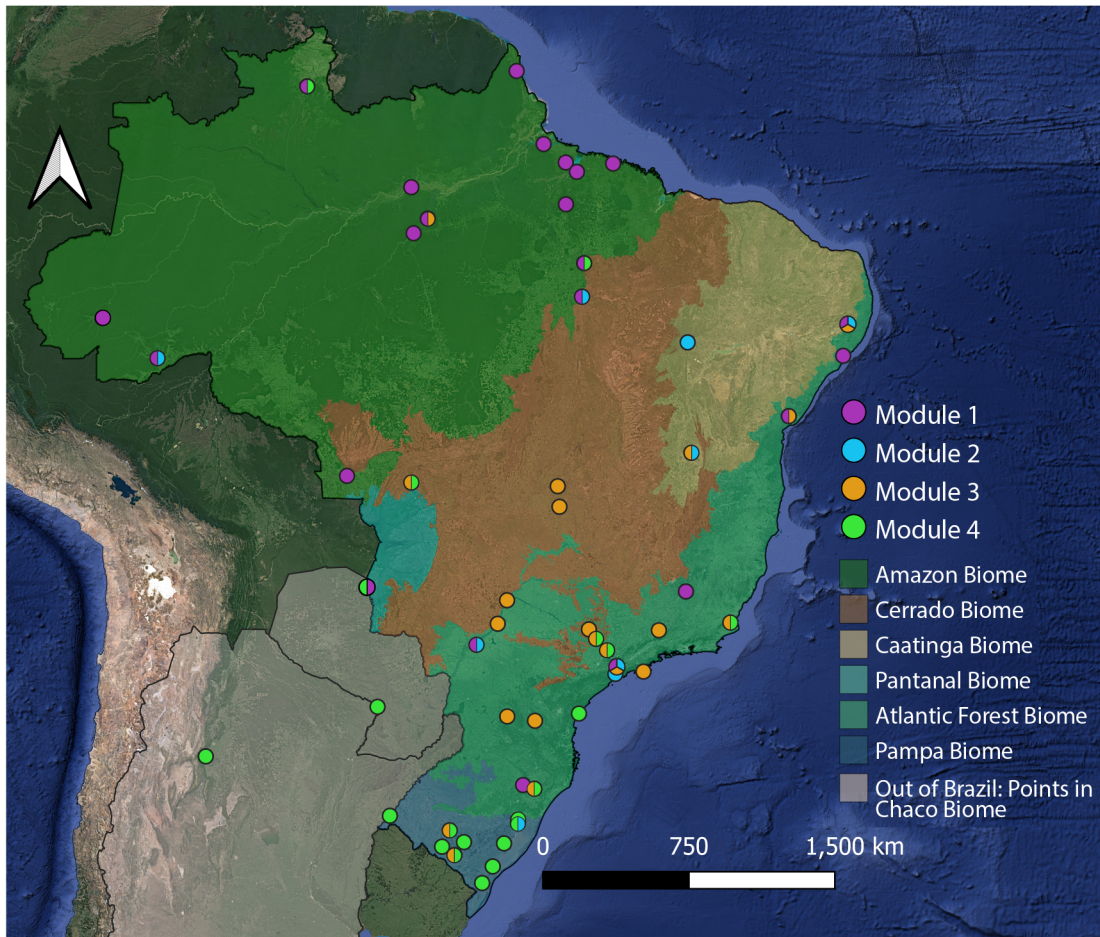 Module 1
Module 2
Module 3
Module 4
Amazon Biome
Cerrado Biome
Caatinga Biome
Pantanal Biome
Atlantic Forest Biome
Pampa Biome
Out of Brazil: Points in
Chaco Biome
0 750 1,500 km